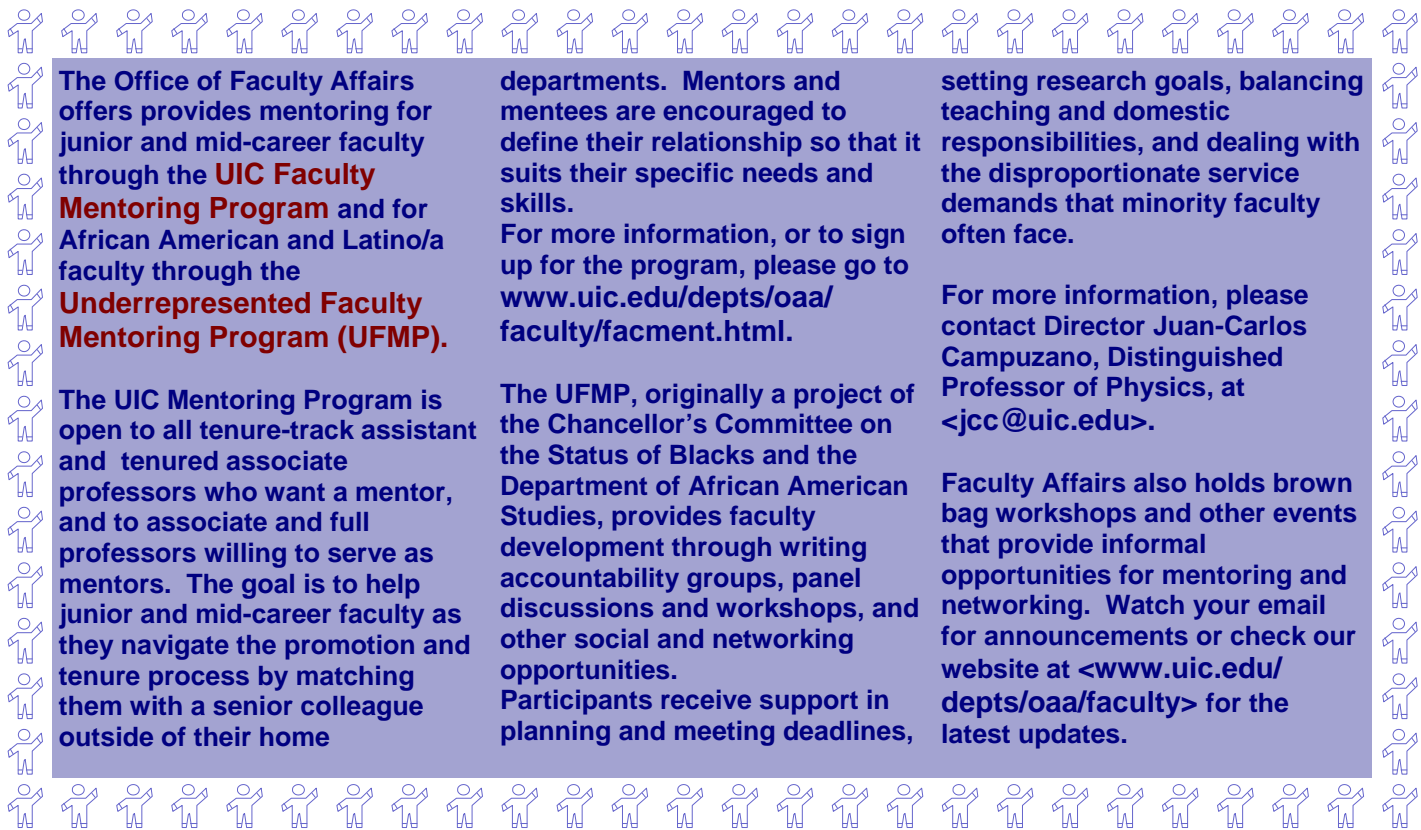 The Office of Faculty Affairs
offers provides mentoring for
junior and mid-career faculty
through the UIC Faculty
Mentoring Program and for
African American and Latino/a
faculty through the
Underrepresented Faculty
Mentoring Program (UFMP).
The UIC Mentoring Program is
open to all tenure-track assistant
and  tenured associate
professors who want a mentor,
and to associate and full
professors willing to serve as
mentors.  The goal is to help
junior and mid-career faculty as
they navigate the promotion and
tenure process by matching
them with a senior colleague
outside of their home
departments.  Mentors and
mentees are encouraged to
define their relationship so that it
suits their specific needs and
skills.
For more information, or to sign
up for the program, please go to
www.uic.edu/depts/oaa/
faculty/facment.html.
The UFMP, originally a project of
the Chancellor’s Committee on
the Status of Blacks and the
Department of African American
Studies, provides faculty
development through writing
accountability groups, panel
discussions and workshops, and
other social and networking
opportunities.
Participants receive support in
planning and meeting deadlines,
setting research goals, balancing
teaching and domestic
responsibilities, and dealing with
the disproportionate service
demands that minority faculty
often face.
For more information, please
contact Director Juan-Carlos
Campuzano, Distinguished
Professor of Physics, at
<jcc@uic.edu>.
Faculty Affairs also holds brown
bag workshops and other events
that provide informal
opportunities for mentoring and
networking.  Watch your email
for announcements or check our
website at <www.uic.edu/
depts/oaa/faculty> for the
latest updates.